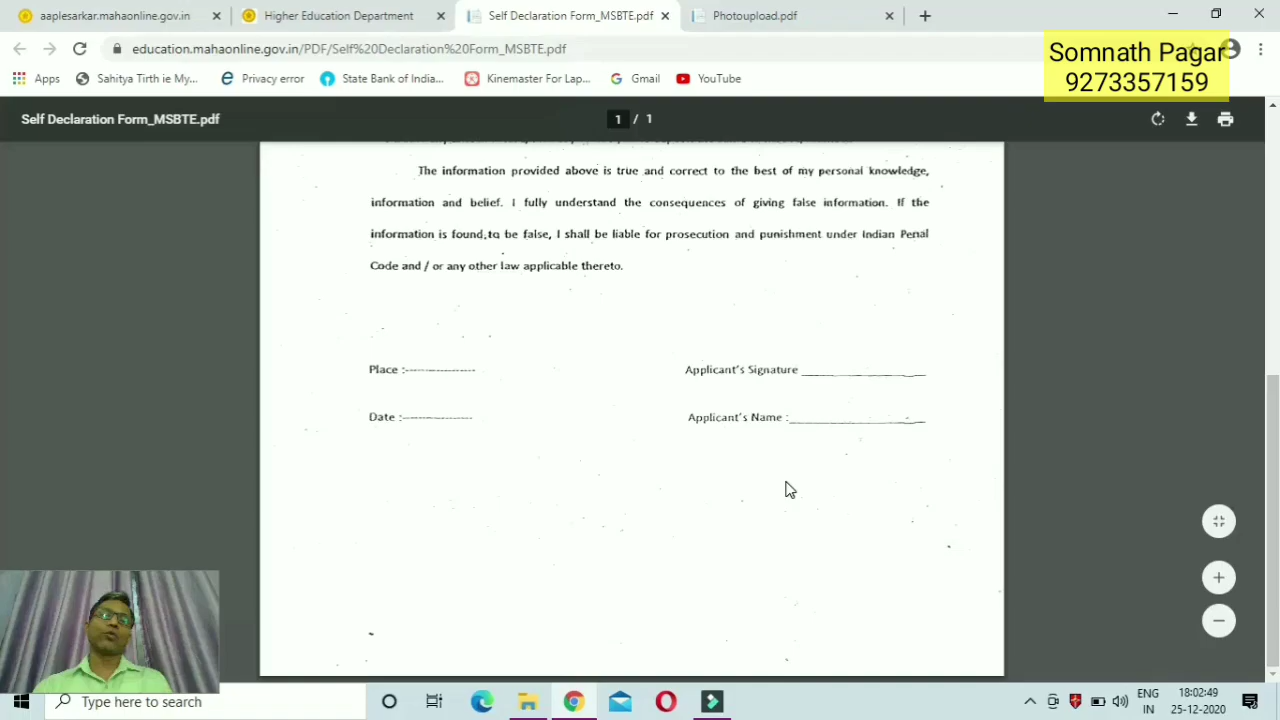 aaplesarkar.mahaonline.gov.in
Higher Education Department
Self Declaration Form_MSBTE.pdf
Photoupload.pdf
education.mahaonline.gov.in/PDF/Self%20Declaration%20Form_MSBTE.pdf
Somnath Pagar
9273357159
Apps
Sahitya Tirth ie My...
Privacy error
State Bank of India...
Kinemaster For Lap...
Gmail
YouTube
Self Declaration Form_MSBTE.pdf
1 / 1
The information provided above is true and correct to the best of my personal knowledge,
information and belief. I fully understand the consequences of giving false information. If the
information is found to be false, I shall be liable for prosecution and punishment under Indian Penal
Code and / or any other law applicable thereto.
Place :---------------
Applicant's Signature ______________
Date :---------------
Applicant's Name :________________
Type here to search
ENG
IN
18:02:49
25-12-2020